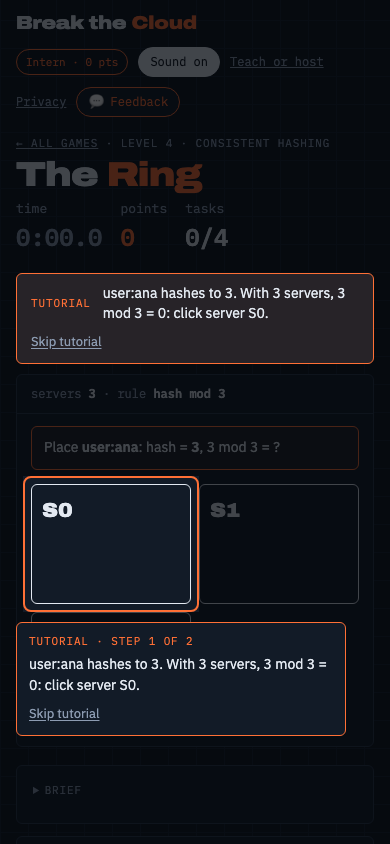 Break the Cloud
Intern · 0 pts
Sound on
Teach or host
Privacy
💬 Feedback
← ALL GAMES · LEVEL 4 · CONSISTENT HASHING
The Ring
time points tasks
0:00.0 0 0/4
TUTORIAL
user:ana hashes to 3. With 3 servers, 3
mod 3 = 0: click server S0.
Skip tutorial
servers 3 · rule hash mod 3
Place user:ana: hash = 3, 3 mod 3 = ?
S0 S1
TUTORIAL · STEP 1 OF 2
user:ana hashes to 3. With 3 servers, 3 mod 3 =
0: click server S0.
Skip tutorial
▶ BRIEF